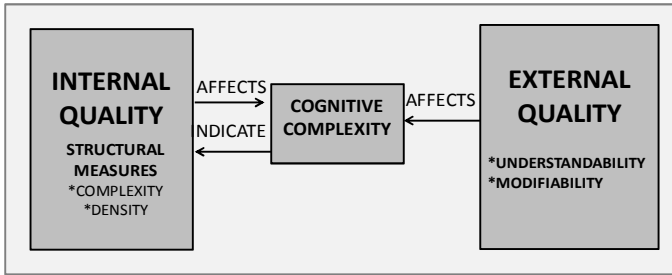 INTERNAL
QUALITY
STRUCTURAL
MEASURES
*COMPLEXITY
*DENSITY
AFFECTS
INDICATE
COGNITIVE
COMPLEXITY
AFFECTS
EXTERNAL
QUALITY
*UNDERSTANDABILITY
*MODIFIABILITY